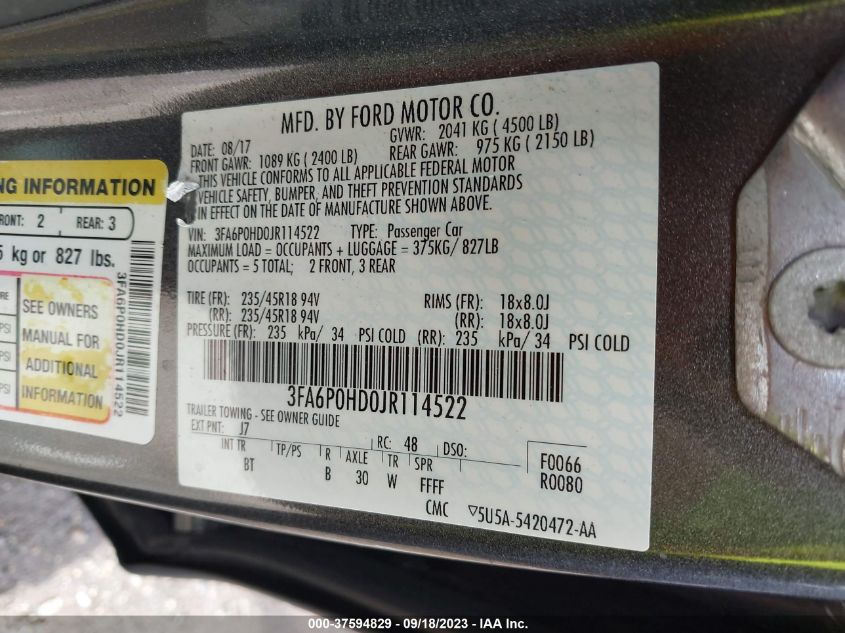 MFD. BY FORD MOTOR CO.
DATE: 08/17 GVWR: 2041 KG ( 4500 LB)
FRONT GAWR: 1089 KG ( 2400 LB) REAR GAWR: 975 KG ( 2150 LB)
THIS VEHICLE CONFORMS TO ALL APPLICABLE FEDERAL MOTOR
VEHICLE SAFETY, BUMPER, AND THEFT PREVENTION STANDARDS
IN EFFECT ON THE DATE OF MANUFACTURE SHOWN ABOVE.
VIN: 3FA6P0HD0JR114522 TYPE: Passenger Car
MAXIMUM LOAD = OCCUPANTS + LUGGAGE = 375KG/ 827LB
OCCUPANTS = 5 TOTAL; 2 FRONT, 3 REAR
TIRE (FR): 235/45R18 94V RIMS (FR): 18x8.0J
(RR): 235/45R18 94V (RR): 18x8.0J
PRESSURE (FR): 235 kPa/ 34 PSI COLD (RR): 235 kPa/ 34 PSI COLD
3FA6P0HD0JR114522
TRAILER TOWING - SEE OWNER GUIDE
EXT PNT: J7 RC: 48 DSO:
INT TR TP/PS R AXLE TR SPR
BT B 30 W FFFF
F0066
R0080
CMC ▽5U5A-5420472-AA
INFORMATION
FRONT: 2 REAR: 3
kg or 827 lbs.
SEE OWNERS
MANUAL FOR
ADDITIONAL
INFORMATION
PSI
PSI
3FA6P0HD0JR114522
000-37594829 - 09/18/2023 - IAA Inc.